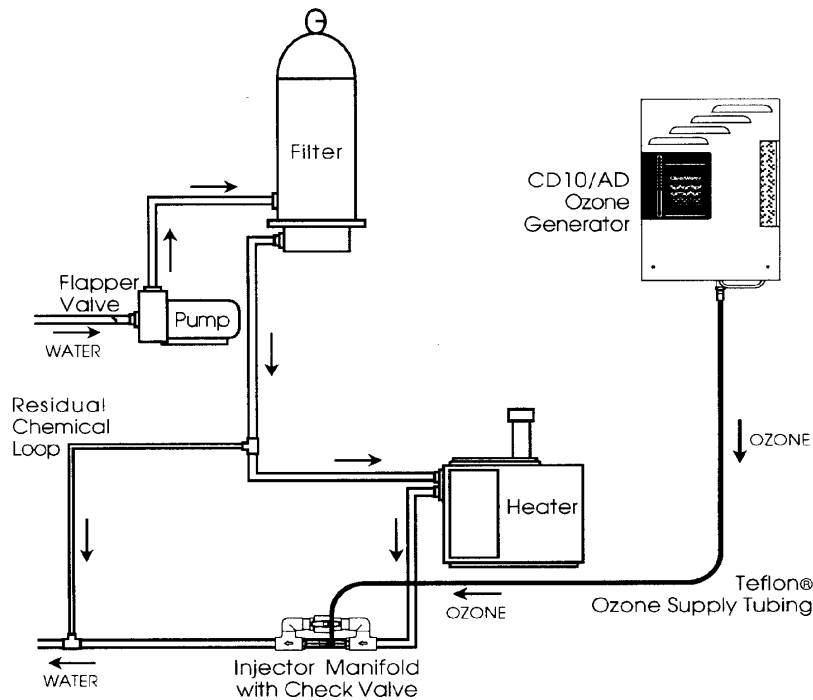 Filter
CD10/AD
Ozone
Generator
Flapper
Valve
Pump
WATER
Residual
Chemical
Loop
OZONE
Heater
Teflon®
Ozone Supply Tubing
OZONE
Injector Manifold
with Check Valve
WATER